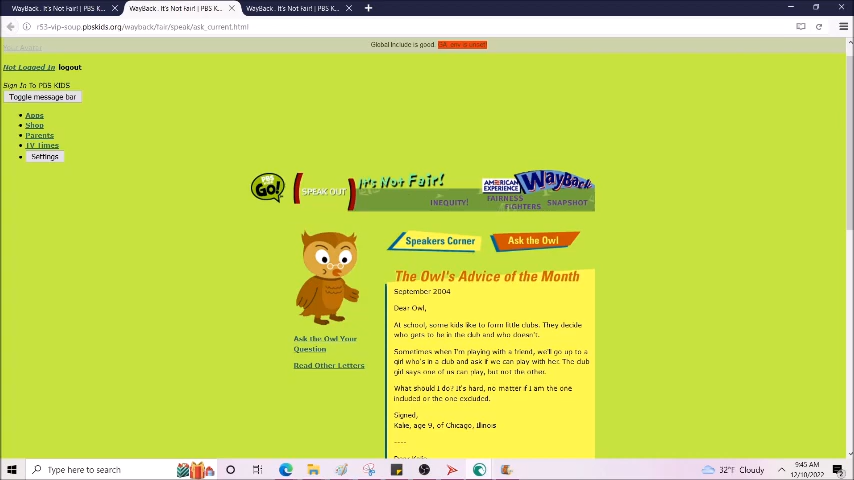 WayBack . It's Not Fair! | PBS K...
WayBack . It's Not Fair! | PBS K...
WayBack . It's Not Fair! | PBS K...
r53-vip-soup.pbskids.org/wayback/fair/speak/ask_current.html
Global include is good.
Not Logged In logout
Sign In To PBS KIDS
Toggle message bar
Apps
Shop
Parents
TV Times
Settings
PBS
GO!
SPEAK OUT
It's Not Fair!
AMERICAN
EXPERIENCE
WayBack
INEQUITY!
FAIRNESS
FIGHTERS
SNAPSHOT
Speakers Corner
Ask the Owl
The Owl's Advice of the Month
September 2004
Dear Owl,
At school, some kids like to form little clubs. They decide
who gets to be in the club and who doesn't.
Sometimes when I'm playing with a friend, we'll go up to a
girl who's in a club and ask if we can play with her. The club
girl says one of us can play, but not the other.
What should I do? It's hard, no matter if I am the one
included or the one excluded.
Signed,
Kalie, age 9, of Chicago, Illinois
----
Ask the Owl Your
Question
Read Other Letters
Type here to search
32°F Cloudy
9:45 AM
12/10/2022